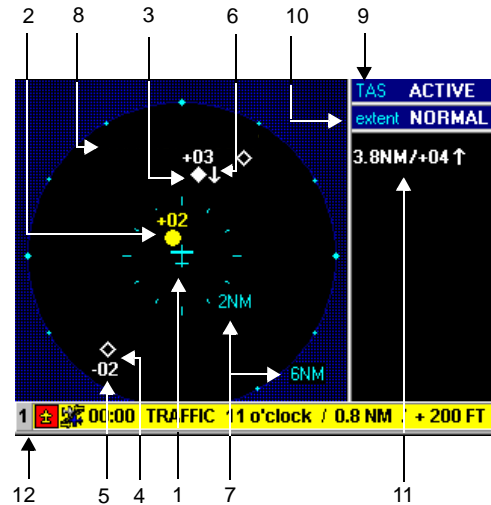 2 8 3 6 10 9
TAS ACTIVE
extent NORMAL
+03
3.8NM/+04↑
+02
2NM
-02
6NM
1 ± 00:00 TRAFFIC 11 o'clock / 0.8 NM / + 200 FT
12 5 4 1 7 11